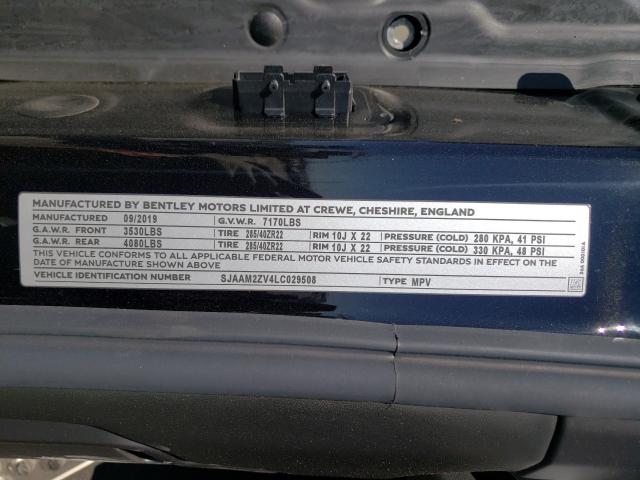 MANUFACTURED BY BENTLEY MOTORS LIMITED AT CREWE, CHESHIRE, ENGLAND
MANUFACTURED 09/2019 G.V.W.R. 7170LBS
G.A.W.R. FRONT 3530LBS TIRE 285/40ZR22 RIM 10J X 22 PRESSURE (COLD) 280 KPA, 41 PSI
G.A.W.R. REAR 4080LBS TIRE 285/40ZR22 RIM 10J X 22 PRESSURE (COLD) 330 KPA, 48 PSI
THIS VEHICLE CONFORMS TO ALL APPLICABLE FEDERAL MOTOR VEHICLE SAFETY STANDARDS IN EFFECT ON THE
DATE OF MANUFACTURE SHOWN ABOVE.
VEHICLE IDENTIFICATION NUMBER SJAAM2ZV4LC029508 TYPE MPV